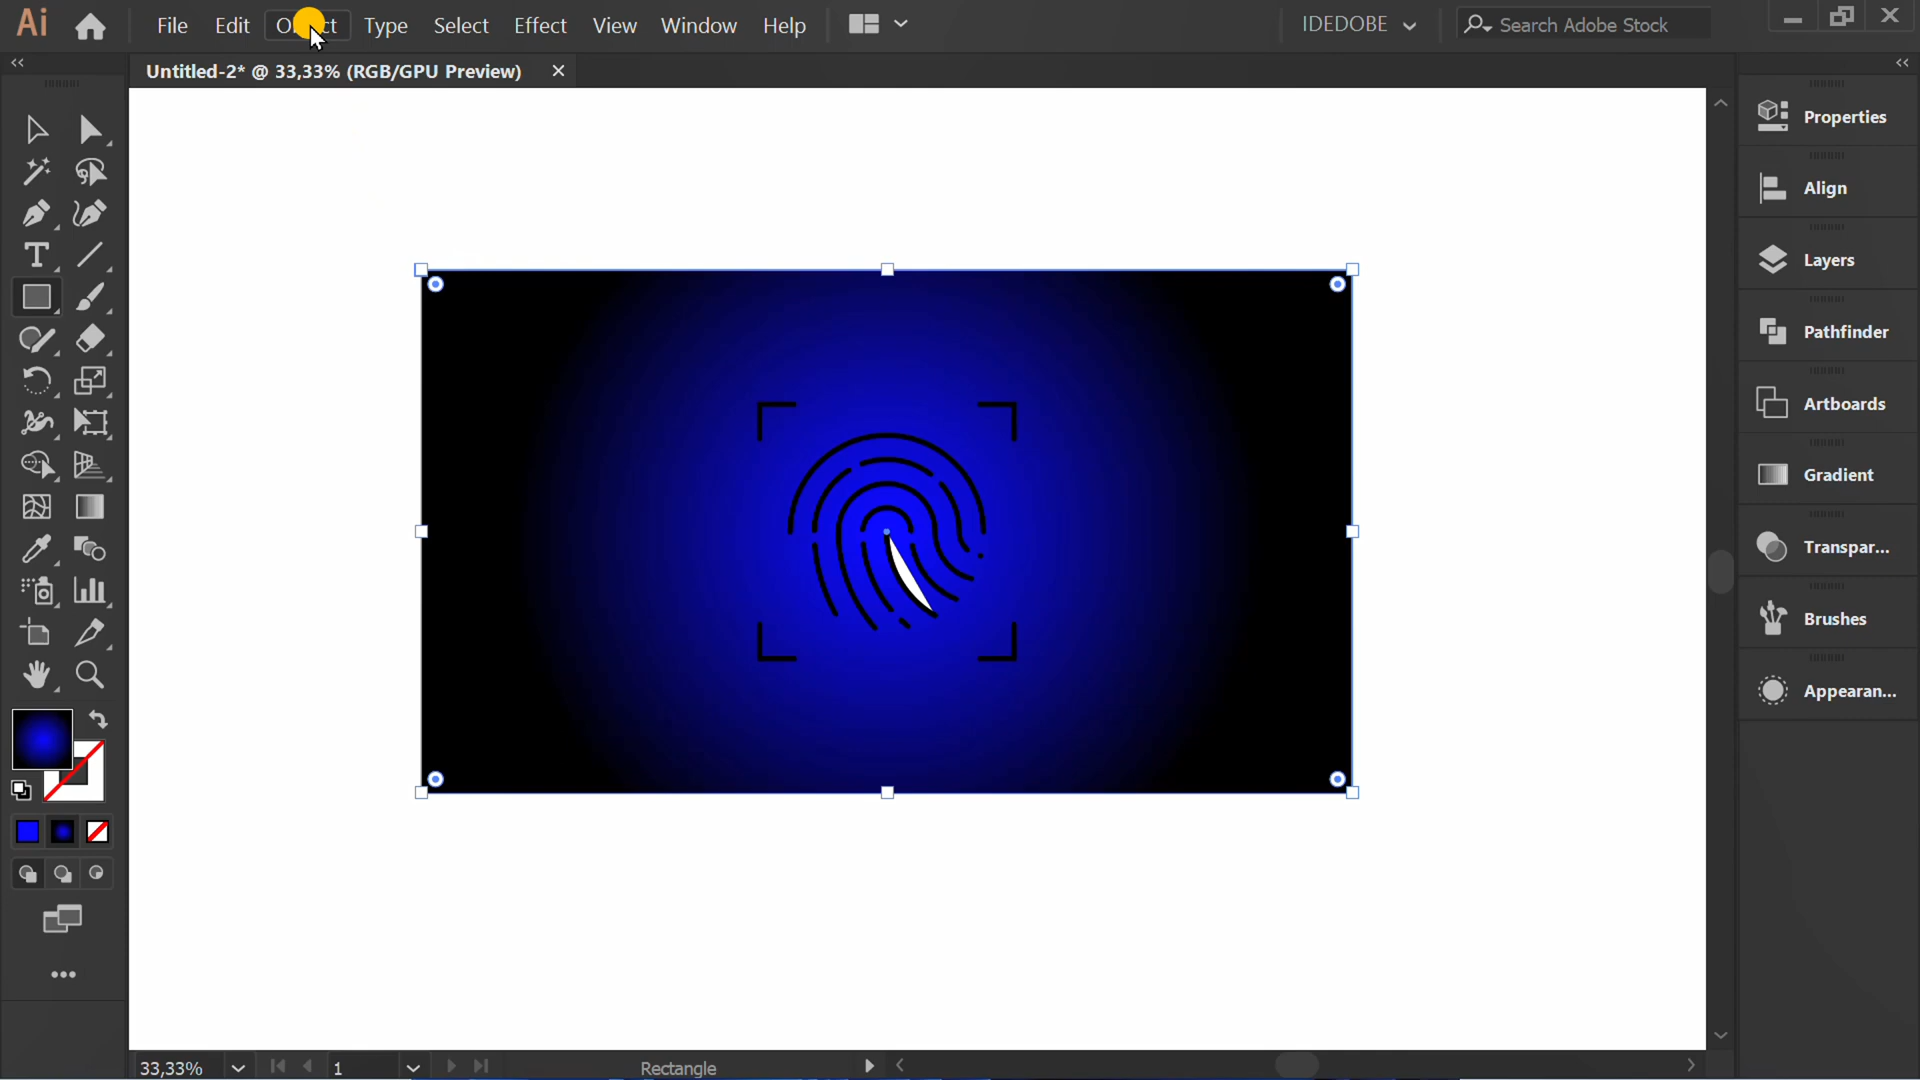 Ai File Edit Object Type Select Effect View Window Help IDEDOBE Search Adobe Stock
Untitled-2* @ 33,33% (RGB/GPU Preview)
Properties
Align
Layers
Pathfinder
Artboards
Gradient
Transpar...
Brushes
Appearan...
33,33% 1 Rectangle